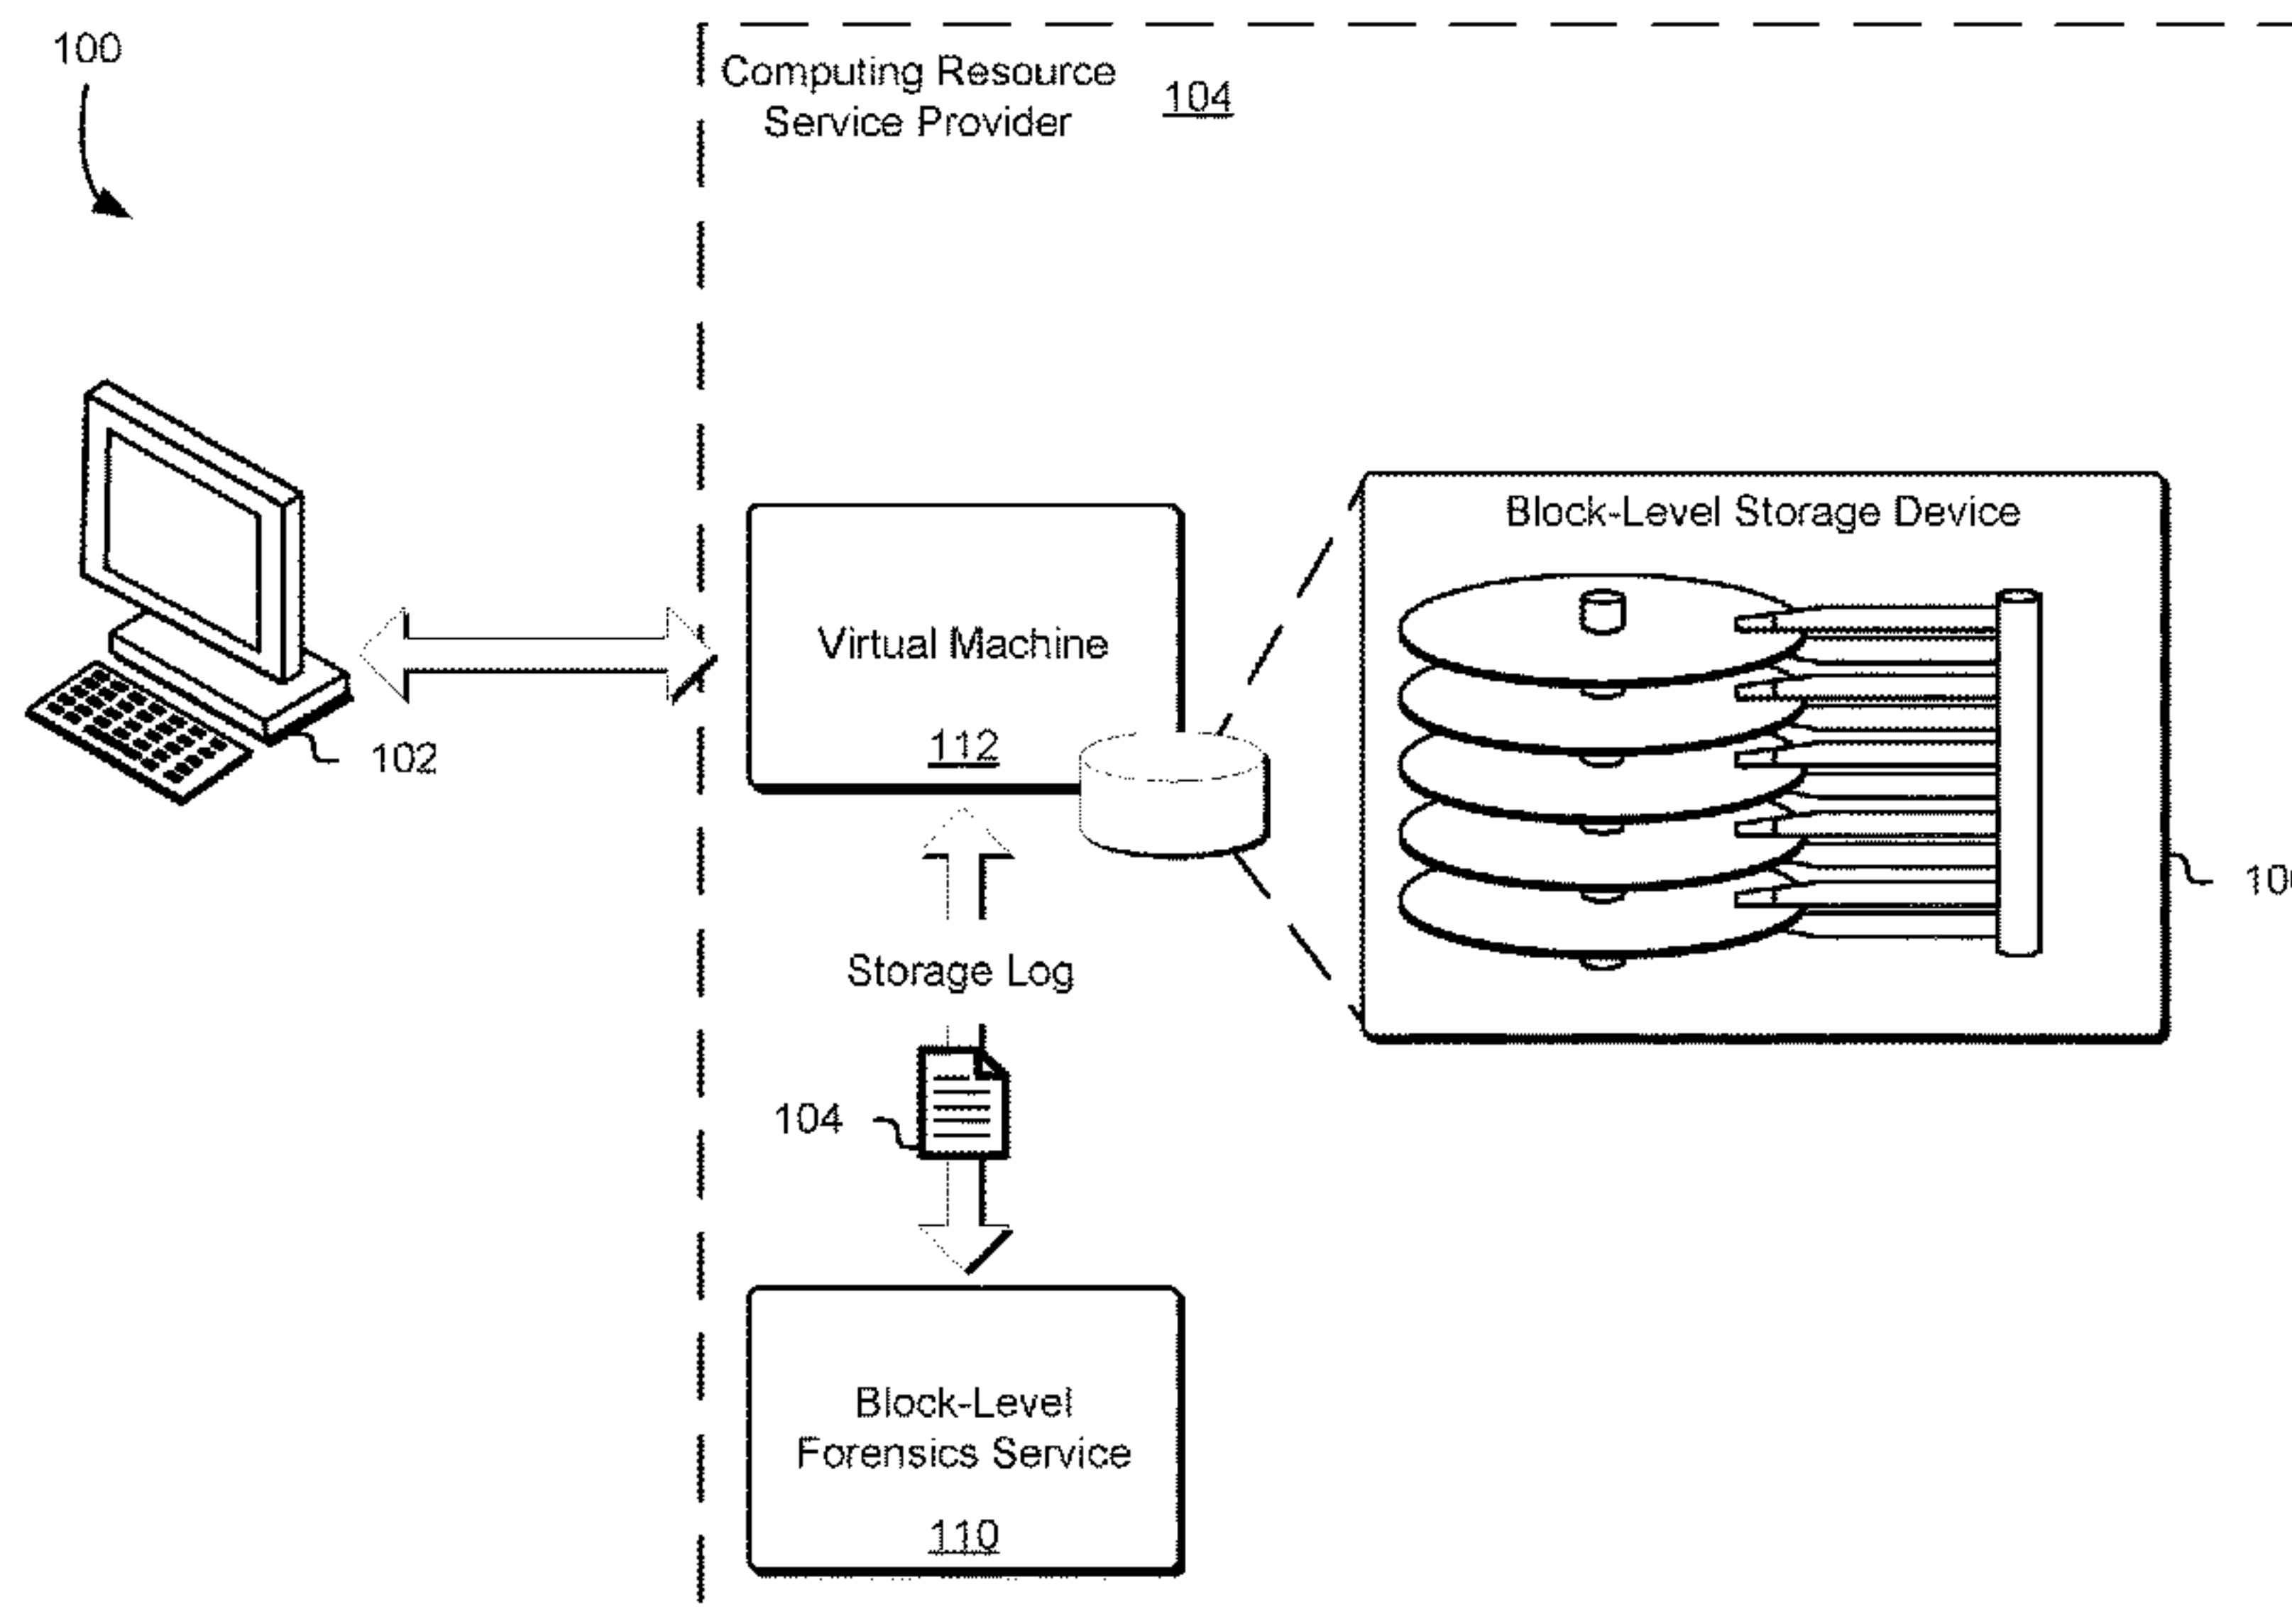 100
Computing Resource
Service Provider
104
Block-Level Storage Device
Virtual Machine
112
102
Storage Log
104
Block-Level
Forensics Service
110